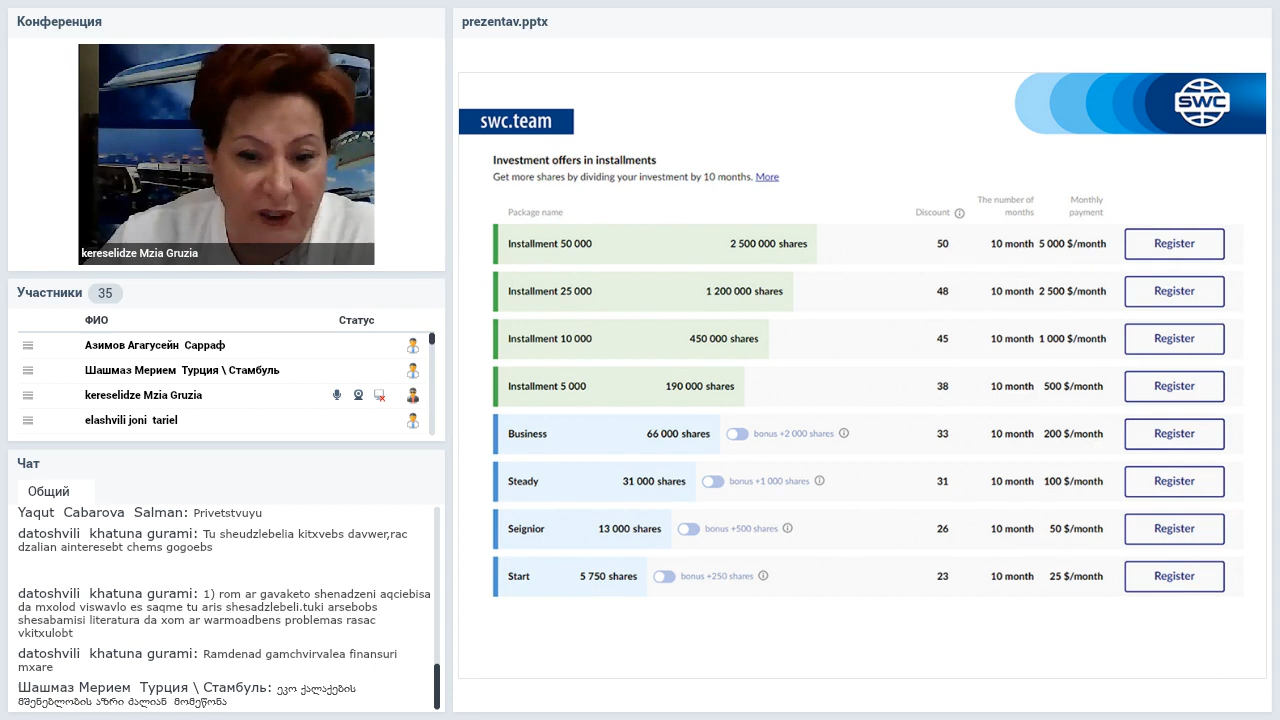 Конференция
kereselidze Mzia Gruzia
Участники 35
ФИО Статус
Азимов Агагусейн Сарраф
Шашмаз Мерием Турция \ Стамбуль
kereselidze Mzia Gruzia
elashvili joni tariel
Чат
Общий
Yaqut Cabarova Salman: Privetstvuyu
datoshvili khatuna gurami: Tu sheudzlebelia kitxvebs davwer,rac
dzalian ainteresebt chems gogoebs
datoshvili khatuna gurami: 1) rom ar gavaketo shenadzeni aqciebisa
da mxolod viswavlo es saqme tu aris shesadzlebeli.tuki arsebobs
shesabamisi literatura da xom ar warmoadbens problemas rasac
vkitxulobt
datoshvili khatuna gurami: Ramdenad gamchvirvalea finansuri
mxare
Шашмаз Мерием Турция \ Стамбуль: ეკო ქალაქების
მშენებლობის აზრი ძალიან მომეწონა
prezentav.pptx
swc.team
SWC
Investment offers in installments
Get more shares by dividing your investment by 10 months. More
Package name Discount The number of months Monthly payment
Installment 50 000 2 500 000 shares 50 10 month 5 000 $/month Register
Installment 25 000 1 200 000 shares 48 10 month 2 500 $/month Register
Installment 10 000 450 000 shares 45 10 month 1 000 $/month Register
Installment 5 000 190 000 shares 38 10 month 500 $/month Register
Business 66 000 shares bonus +2 000 shares 33 10 month 200 $/month Register
Steady 31 000 shares bonus +1 000 shares 31 10 month 100 $/month Register
Seignior 13 000 shares bonus +500 shares 26 10 month 50 $/month Register
Start 5 750 shares bonus +250 shares 23 10 month 25 $/month Register